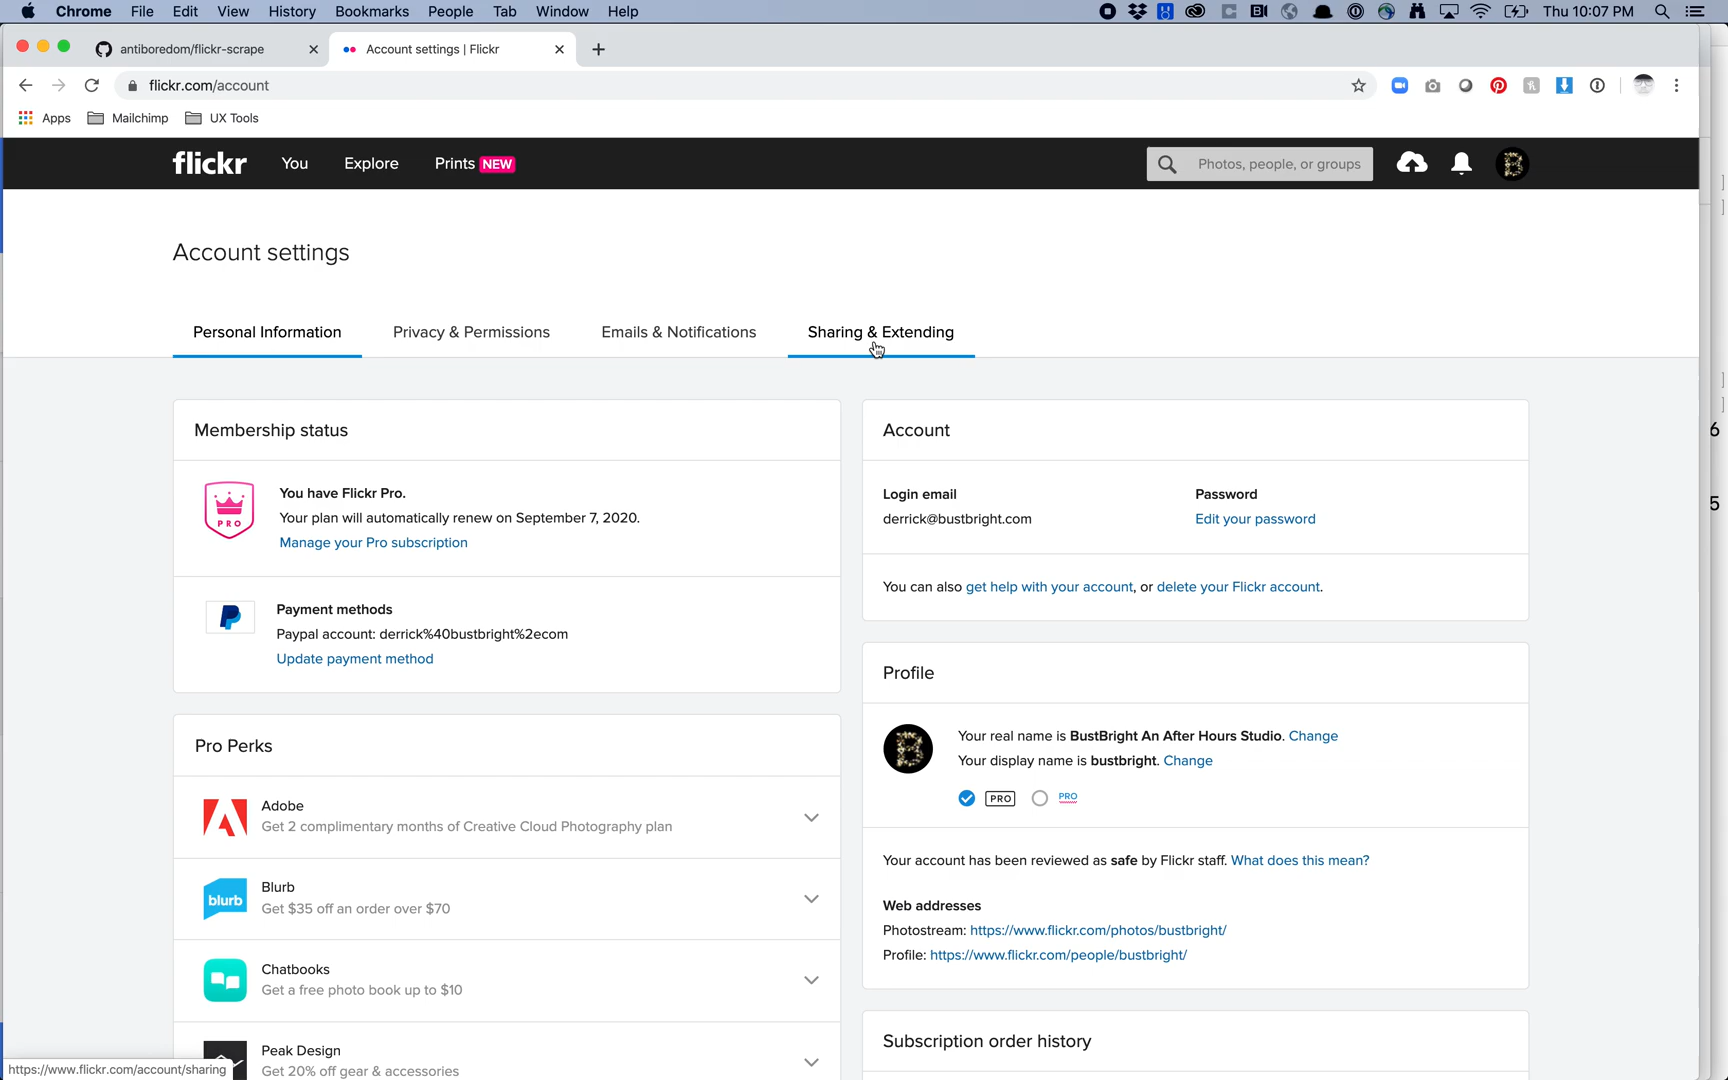 Chrome File Edit View History Bookmarks People Tab Window Help Thu 10:07 PM
antiboredom/flickr-scrape
Account settings | Flickr
flickr.com/account
Apps Mailchimp UX Tools
flickr You Explore Prints NEW Photos, people, or groups
Account settings
Personal Information Privacy & Permissions Emails & Notifications Sharing & Extending
Membership status
PRO
You have Flickr Pro.
Your plan will automatically renew on September 7, 2020.
Manage your Pro subscription
Payment methods
Paypal account: derrick%40bustbright%2ecom
Update payment method
Pro Perks
Adobe
Get 2 complimentary months of Creative Cloud Photography plan
blurb
Blurb
Get $35 off an order over $70
Chatbooks
Get a free photo book up to $10
Peak Design
Get 20% off gear & accessories
Account
Login email Password
derrick@bustbright.com Edit your password
You can also get help with your account, or delete your Flickr account.
Profile
Your real name is BustBright An After Hours Studio. Change
Your display name is bustbright. Change
PRO PRO
Your account has been reviewed as safe by Flickr staff. What does this mean?
Web addresses
Photostream: https://www.flickr.com/photos/bustbright/
Profile: https://www.flickr.com/people/bustbright/
Subscription order history
https://www.flickr.com/account/sharing
]
]
]
]
6
5